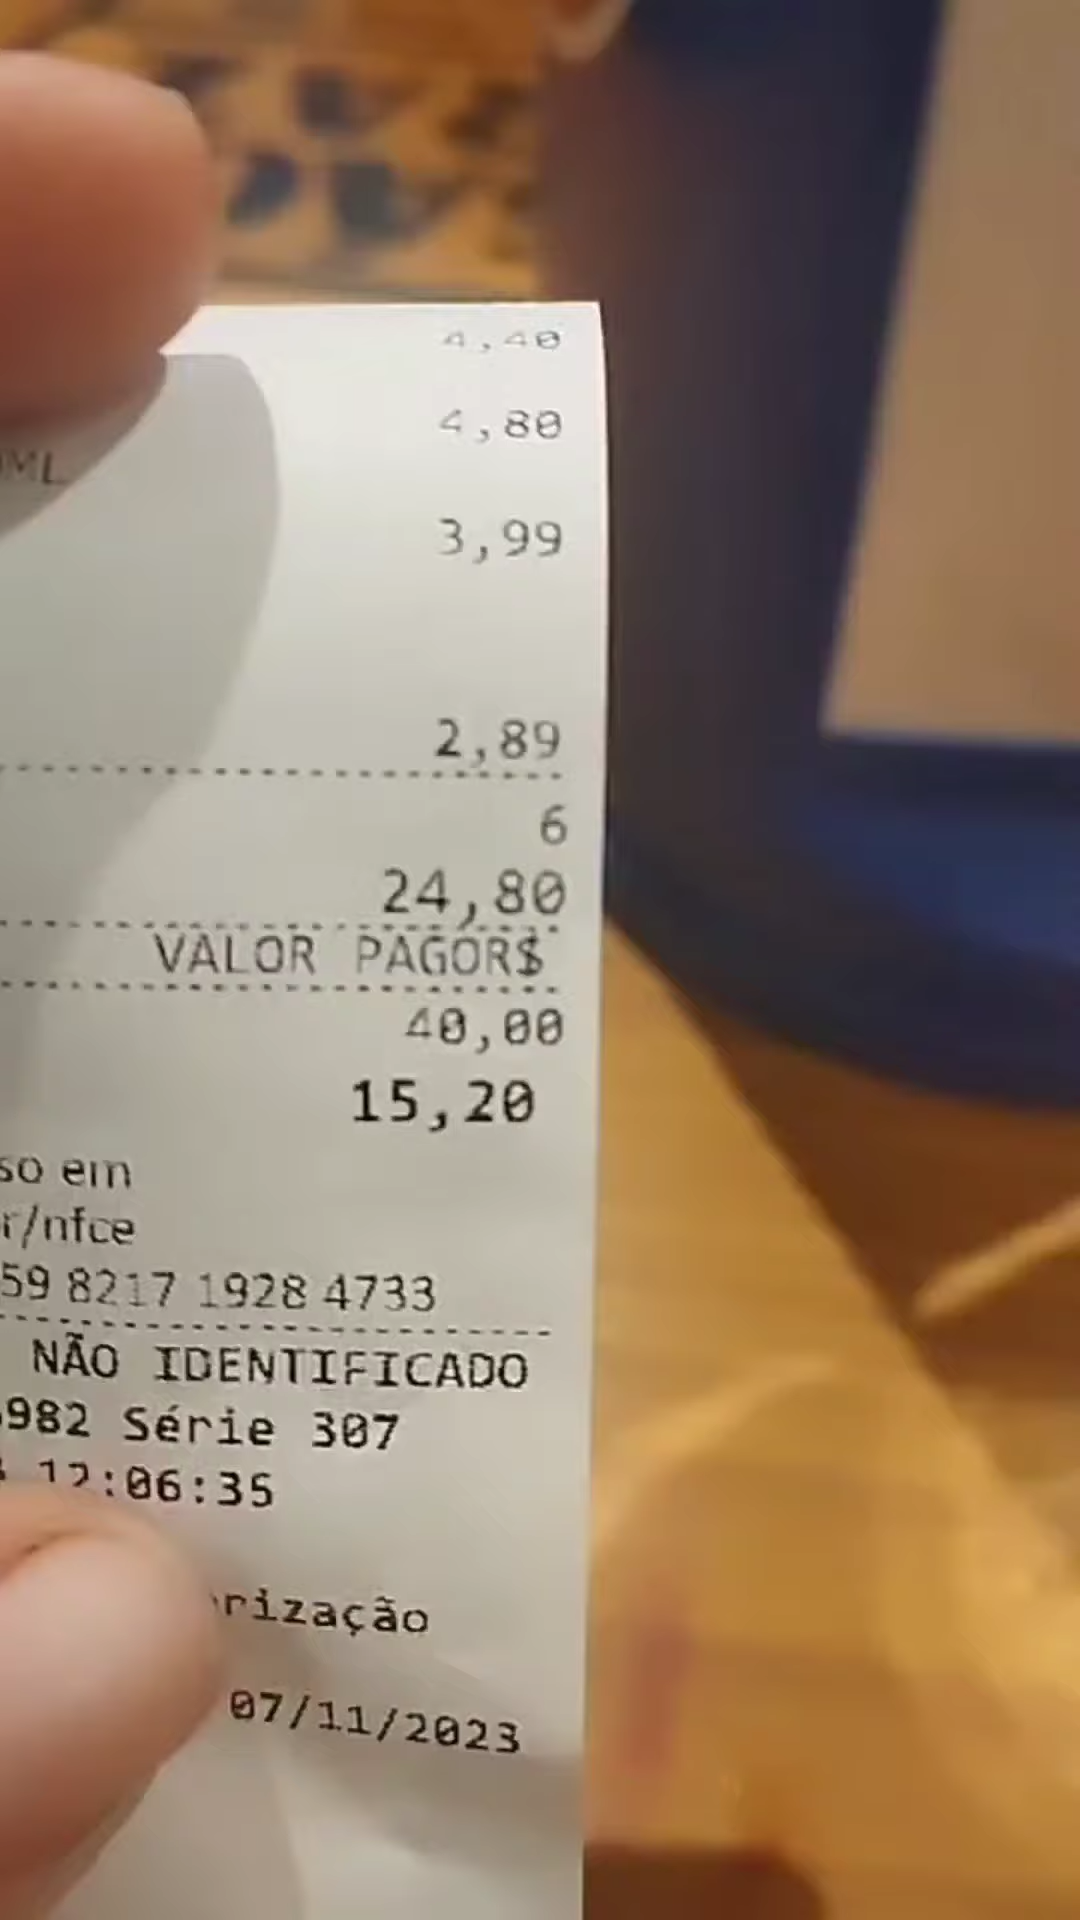 4,40
4,80
ML
3,99
2,89
6
24,80
VALOR PAGOR$
40,00
15,20
so em
r/nfce
59 8217 1928 4733
NÃO IDENTIFICADO
982 Série 307
12:06:35
rização
07/11/2023